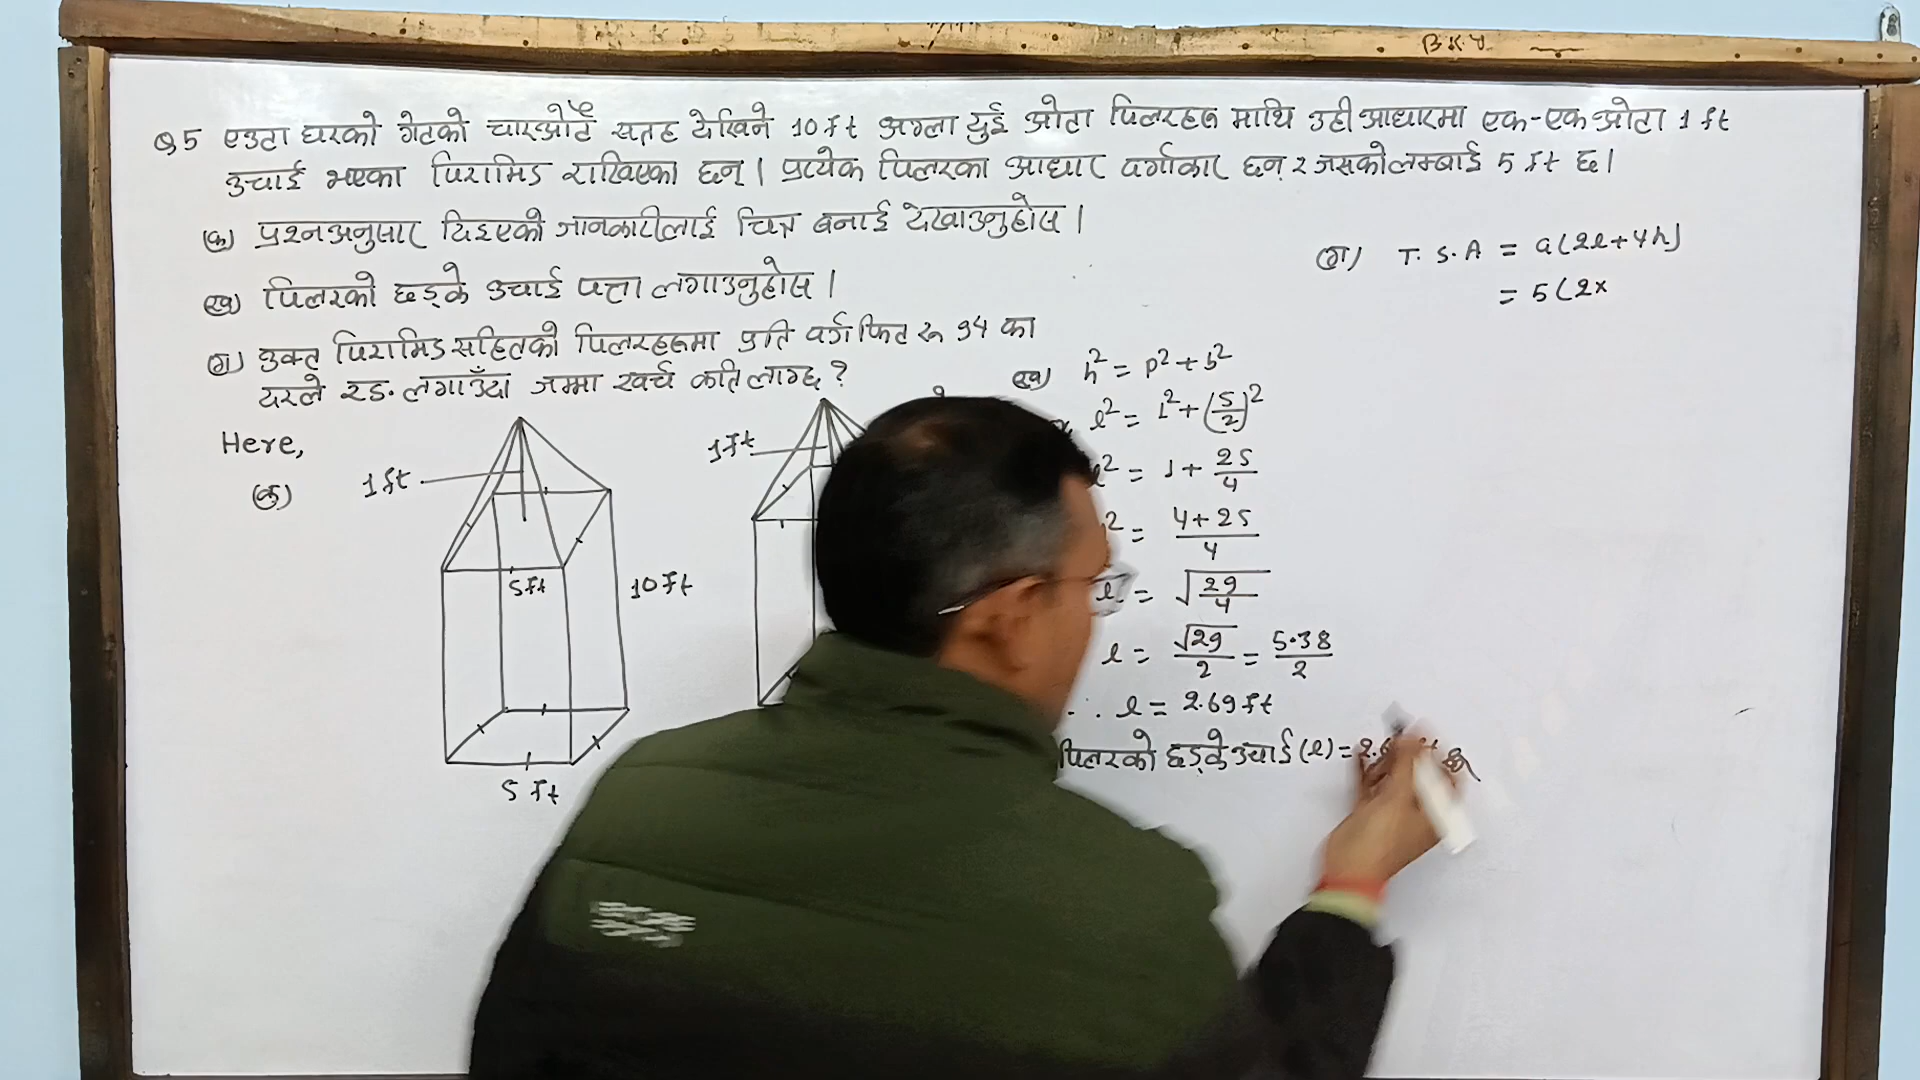 B.K.Y
Q5 एउटा घरको गेटको चारओटै सतह देखिने 10 ft अग्ला दुई ओटा पिलरहरू माथि उही आधारमा एक-एक ओटा 1 ft
उचाई भएका पिरामिड राखिएका छन् । प्रत्येक पिलरका आधार वर्गाकार छन् र जसको लम्बाई 5 ft छ ।
(क) प्रश्नअनुसार दिइएको जानकारीलाई चित्र बनाई देखाउनुहोस ।
(ख) पिलरको छड्के उचाई पत्ता लगाउनुहोस ।
(ग) उक्त पिरामिड सहितको पिलरहरूमा प्रति वर्ग फिट रू 94 का
दरले रङ लगाउँदा जम्मा खर्च कति लाग्छ ?
Here,
(क)
1 ft
5 ft
10 ft
5 ft
1 ft
(ख) h² = p² + b²
l² = 1² + (5/2)²
l² = 1 + 25/4
² = (4 + 25)/4
l = √(29/4)
l = √29/2 = 5.38/2
∴ l = 2.69 ft
पिलरको छड्के उचाई (l) =
(ग) T. S. A = a(2l + 4h)
= 5(2×